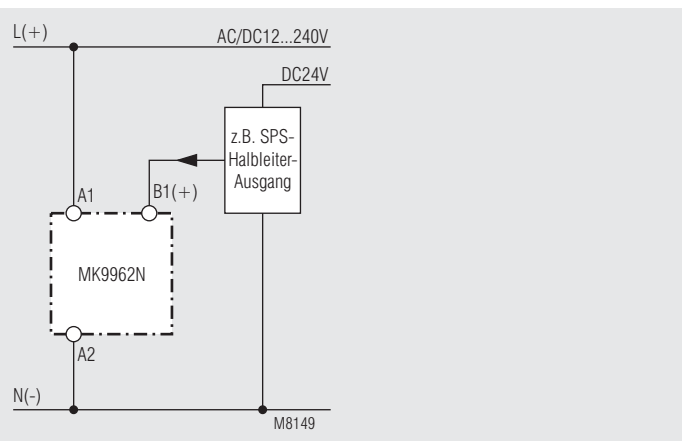 L(+)
AC/DC12...240V
DC24V
z.B. SPS-
Halbleiter-
Ausgang
A1
B1(+)
MK9962N
A2
N(-)
M8149